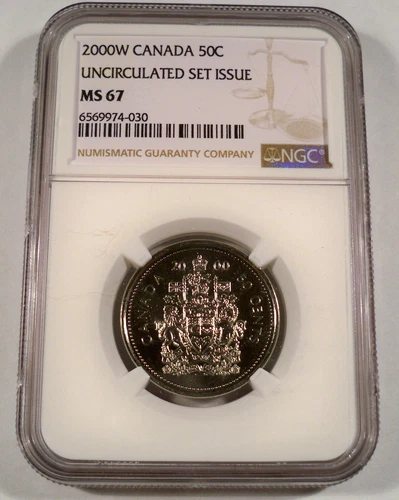 2000W CANADA 50C
UNCIRCULATED SET ISSUE
MS 67
6569974-030
NUMISMATIC GUARANTY COMPANY NGC
20 00
CANADA 50 CENTS